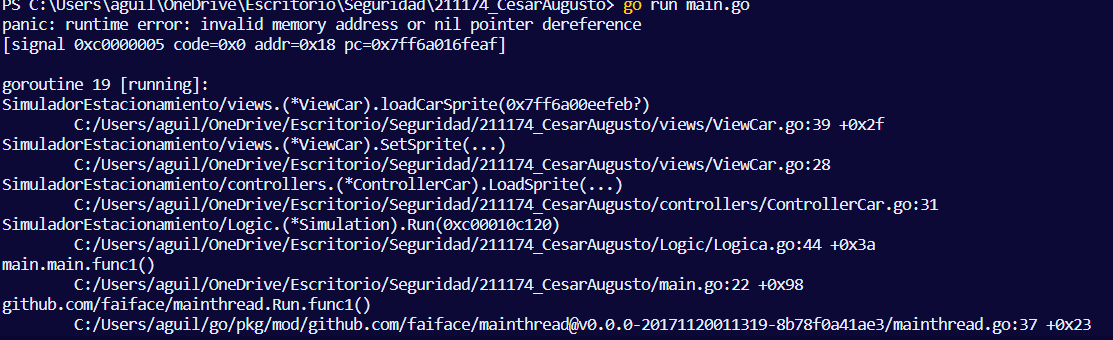 PS C:\Users\aguil\OneDrive\Escritorio\Seguridad\211174_CesarAugusto> go run main.go
panic: runtime error: invalid memory address or nil pointer dereference
[signal 0xc0000005 code=0x0 addr=0x18 pc=0x7ff6a016feaf]

goroutine 19 [running]:
SimuladorEstacionamiento/views.(*ViewCar).loadCarSprite(0x7ff6a00eefeb?)
        C:/Users/aguil/OneDrive/Escritorio/Seguridad/211174_CesarAugusto/views/ViewCar.go:39 +0x2f
SimuladorEstacionamiento/views.(*ViewCar).SetSprite(...)
        C:/Users/aguil/OneDrive/Escritorio/Seguridad/211174_CesarAugusto/views/ViewCar.go:28
SimuladorEstacionamiento/controllers.(*ControllerCar).LoadSprite(...)
        C:/Users/aguil/OneDrive/Escritorio/Seguridad/211174_CesarAugusto/controllers/ControllerCar.go:31
SimuladorEstacionamiento/Logic.(*Simulation).Run(0xc00010c120)
        C:/Users/aguil/OneDrive/Escritorio/Seguridad/211174_CesarAugusto/Logic/Logica.go:44 +0x3a
main.main.func1()
        C:/Users/aguil/OneDrive/Escritorio/Seguridad/211174_CesarAugusto/main.go:22 +0x98
github.com/faiface/mainthread.Run.func1()
        C:/Users/aguil/go/pkg/mod/github.com/faiface/mainthread@v0.0.0-20171120011319-8b78f0a41ae3/mainthread.go:37 +0x23